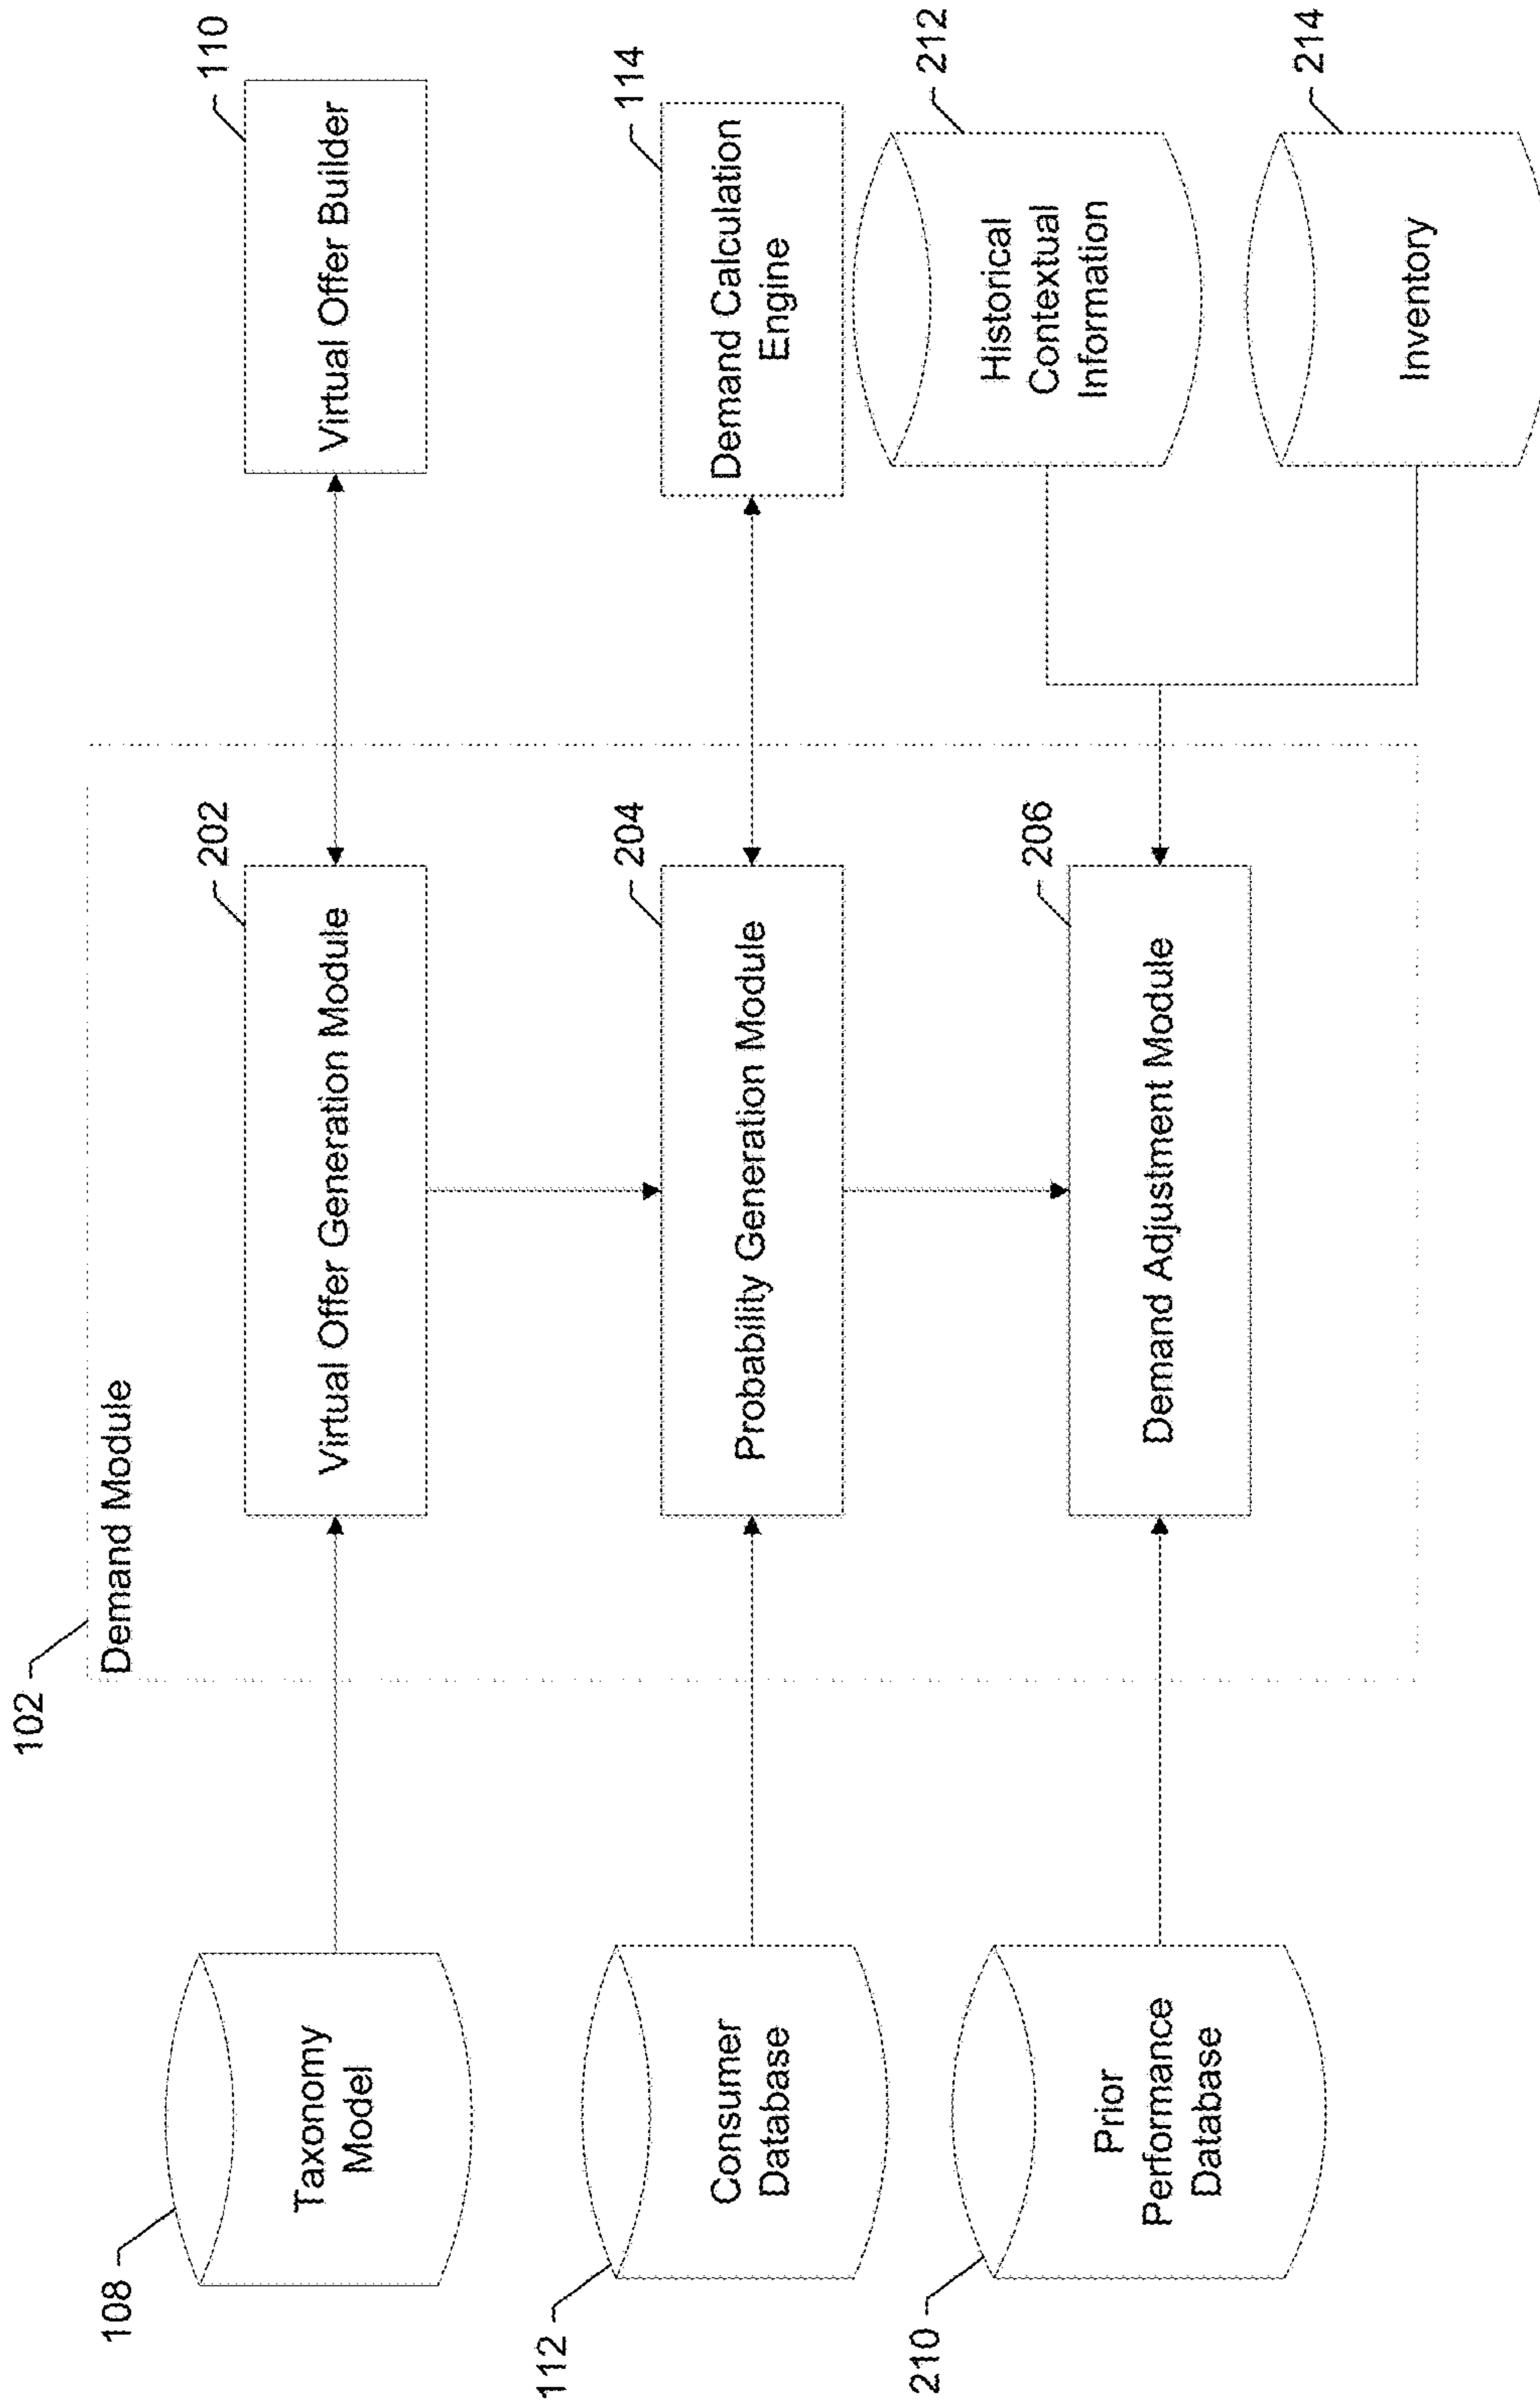 102
Demand Module
108
Taxonomy
Model
202
Virtual Offer Generation Module
110
Virtual Offer Builder
112
Consumer
Database
204
Probability Generation Module
114
Demand Calculation
Engine
210
Prior
Performance
Database
206
Demand Adjustment Module
212
Historical
Contextual
Information
214
Inventory